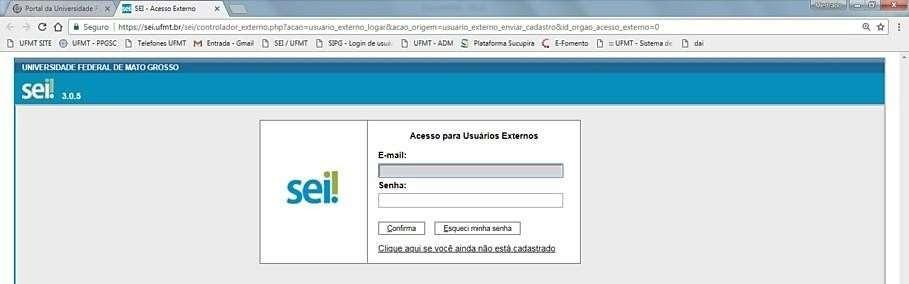 Portal da Universidade F
SEI - Acesso Externo
Seguro
https://sei.ufmt.br/sei/controlador_externo.php?acao=usuario_externo_logar&acao_origem=usuario_externo_enviar_cadastro&id_orgao_acesso_externo=0
UFMT SITE UFMT - PPGSC Telefones UFMT Entrada - Gmail SEI / UFMT SIPG - Login de usuá UFMT - ADM Plataforma Sucupira E-Fomento :: UFMT - Sistema de dai
UNIVERSIDADE FEDERAL DE MATO GROSSO
sei! 3.0.5
Acesso para Usuários Externos
E-mail:
sei!
Senha:
Confirma Esqueci minha senha
Clique aqui se você ainda não está cadastrado